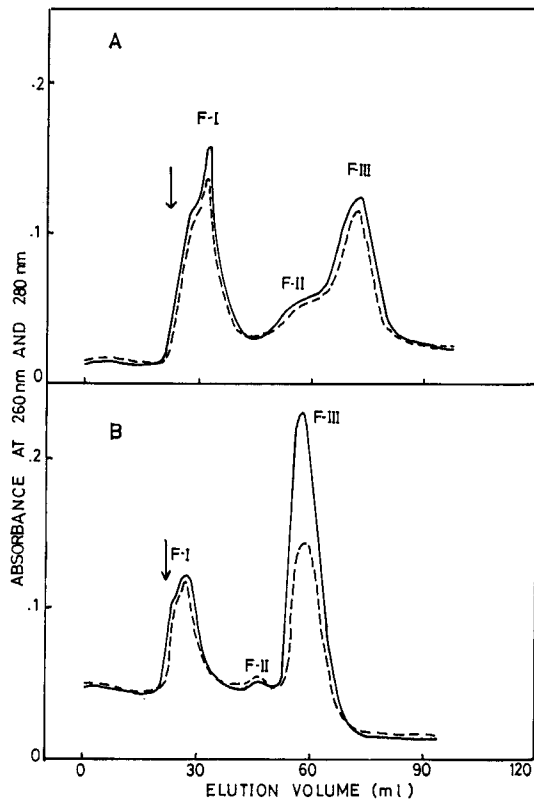 A
.2
F-I
F-III
.1
F-II
0
B
F-III
.2
F-I
.1
F-II
0
0 30 60 90 120
ELUTION VOLUME (ml)
ABSORBANCE AT 260 nm AND 280 nm